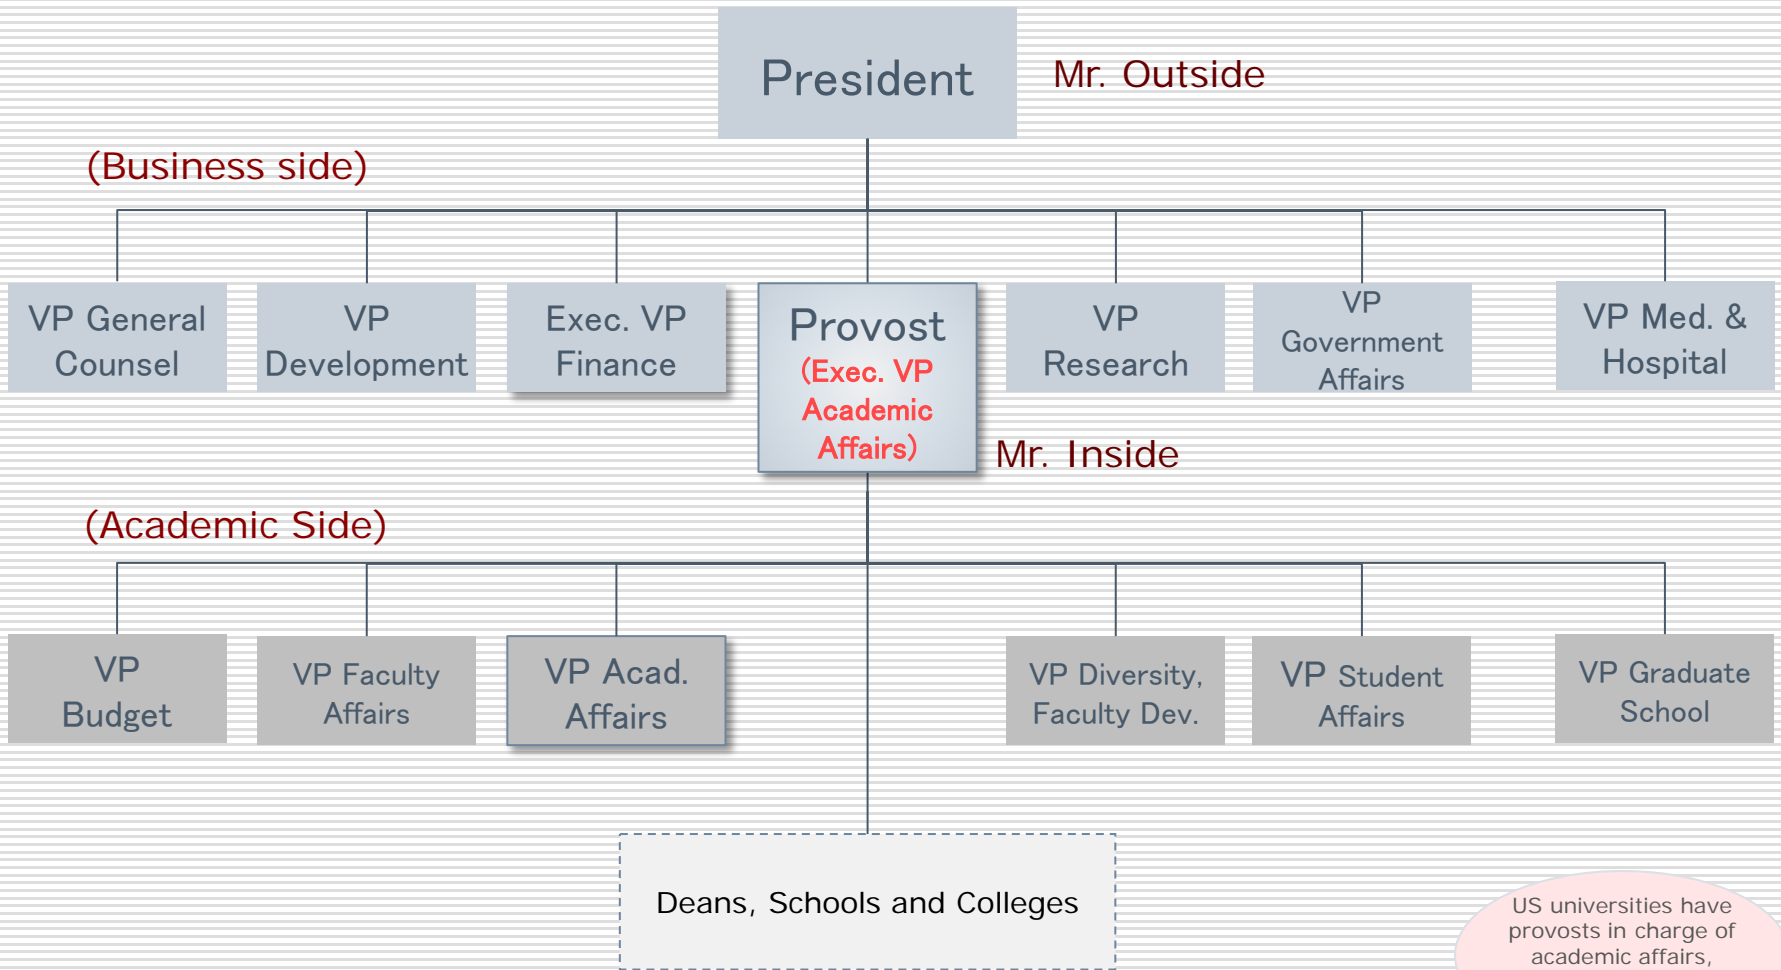 President
Mr. Outside
(Business side)
VP General
Counsel
VP
Development
Exec. VP
Finance
Provost
(Exec. VP
Academic
Affairs)
VP
Research
VP
Government
Affairs
VP Med. &
Hospital
Mr. Inside
(Academic Side)
VP
Budget
VP Faculty
Affairs
VP Acad.
Affairs
VP Diversity,
Faculty Dev.
VP Student
Affairs
VP Graduate
School
Deans, Schools and Colleges
US universities have
provosts in charge of
academic affairs,